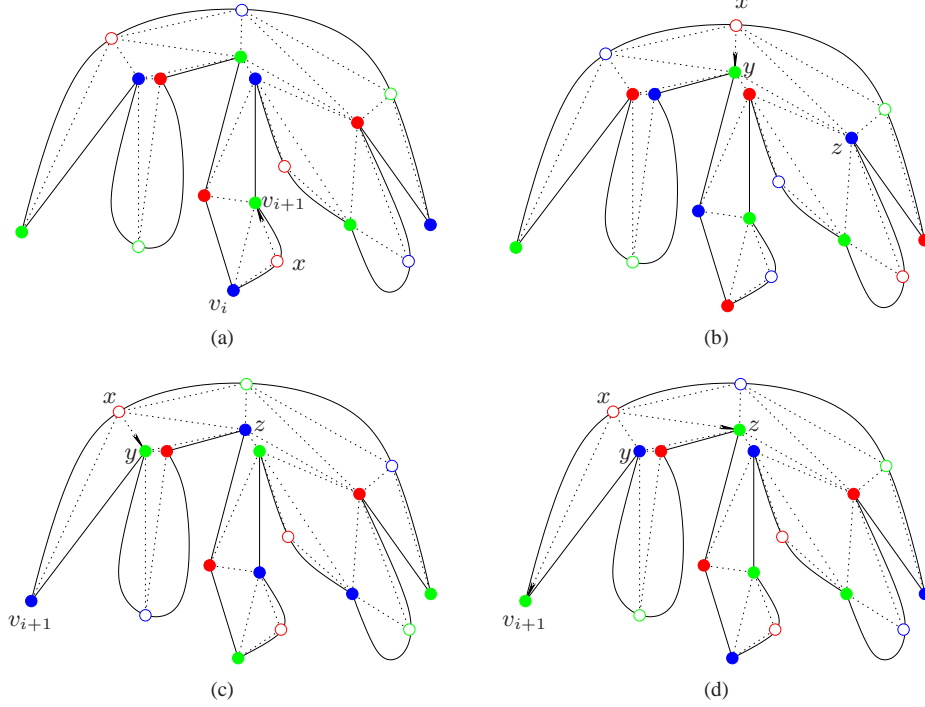 x
y
z
v_{i+1}
x
v_i
(a)
(b)
x
z
y
v_{i+1}
x
z
y
v_{i+1}
(c)
(d)